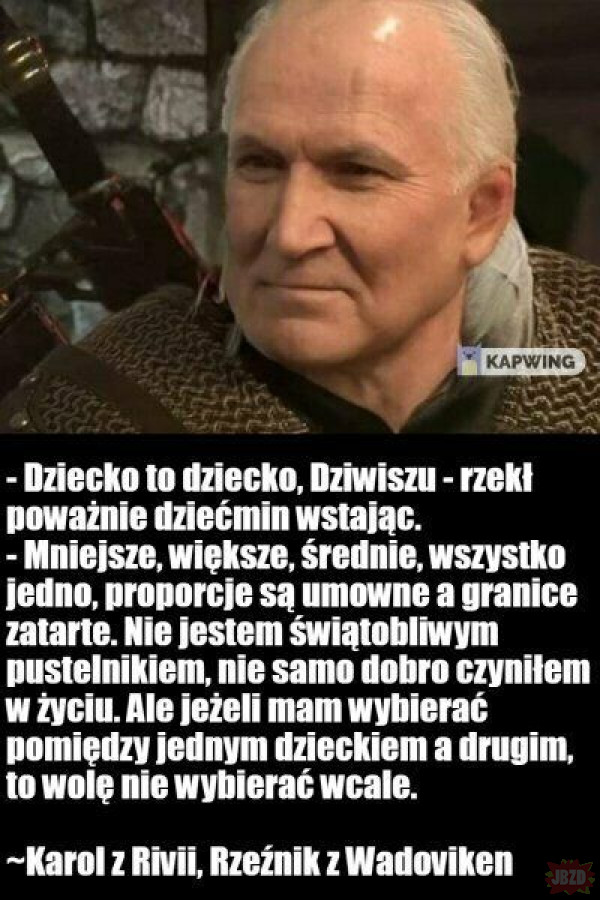 KAPWING
- Dziecko to dziecko, Dziwiszu - rzekł
poważnie dziećmin wstając.
- Mniejsze, większe, średnie, wszystko
jedno, proporcje są umowne a granice
zatarte. Nie jestem świątobliwym
pustelnikiem, nie samo dobro czyniłem
w życiu. Ale jeżeli mam wybierać
pomiędzy jednym dzieckiem a drugim,
to wolę nie wybierać wcale.
~Karol z Rivii, Rzeźnik z Wadoviken
JBZD